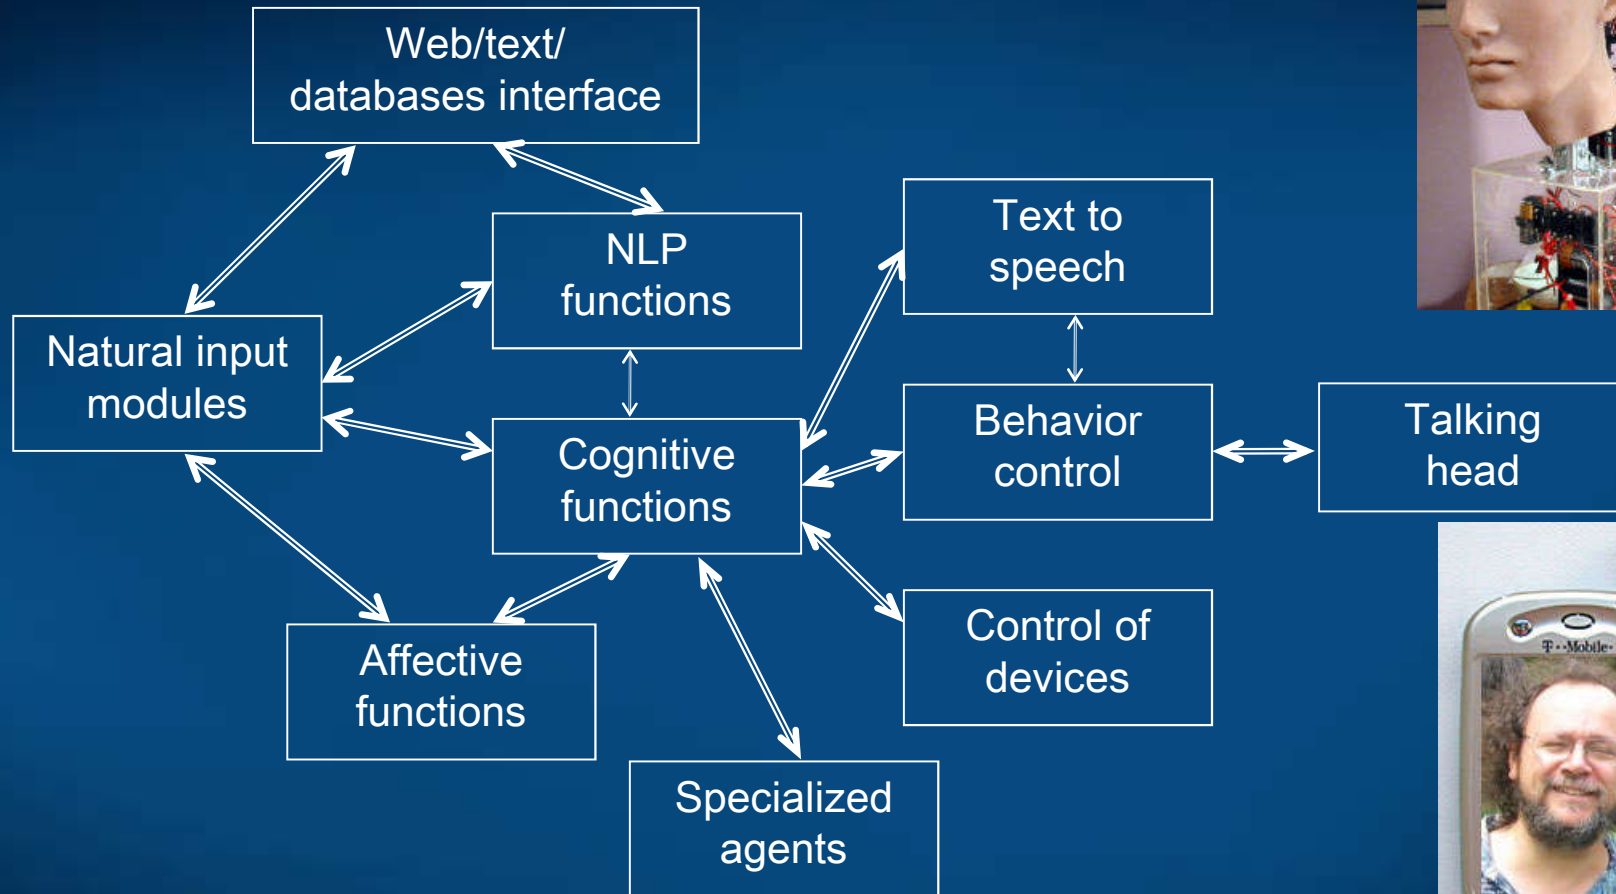 Web/text/
databases interface
NLP
functions
Text to
speech
Natural input
modules
Cognitive
functions
Behavior
control
Talking
head
Affective
functions
Control of
devices
Specialized
agents
T··Mobile·